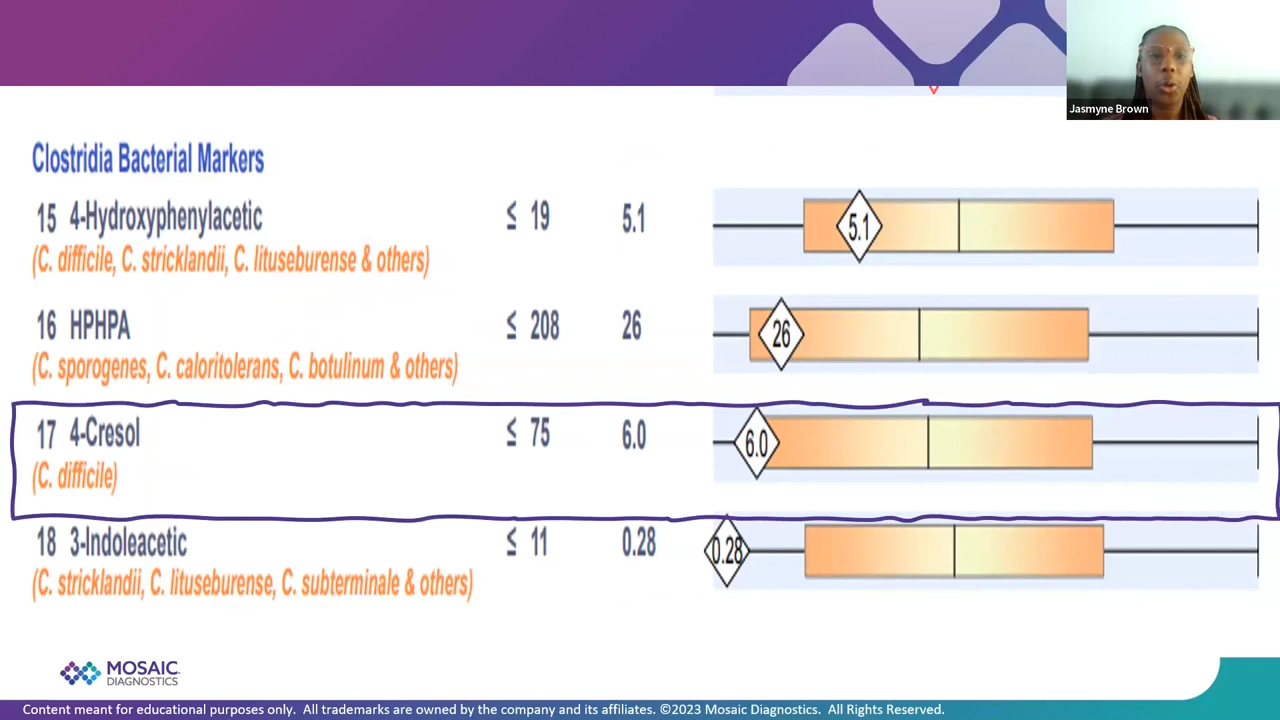 Jasmyne Brown
Clostridia Bacterial Markers
15 4-Hydroxyphenylacetic ≤ 19 5.1 5.1
(C. difficile, C. stricklandii, C. lituseburense & others)
16 HPHPA ≤ 208 26 26
(C. sporogenes, C. caloritolerans, C. botulinum & others)
17 4-Cresol ≤ 75 6.0 6.0
(C. difficile)
18 3-Indoleacetic ≤ 11 0.28 0.28
(C. stricklandii, C. lituseburense, C. subterminale & others)
MOSAIC
DIAGNOSTICS
Content meant for educational purposes only. All trademarks are owned by the company and its affiliates. ©2023 Mosaic Diagnostics. All Rights Reserved.